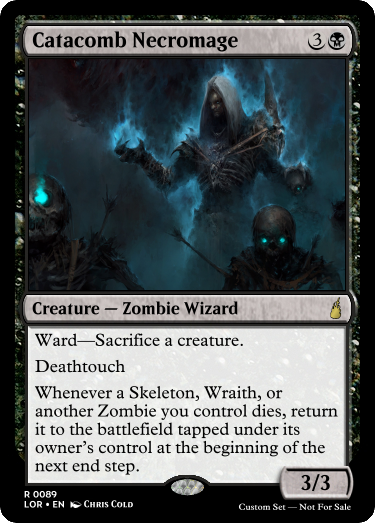 Catacomb Necromage 3
Creature — Zombie Wizard
Ward—Sacrifice a creature.
Deathtouch
Whenever a Skeleton, Wraith, or
another Zombie you control dies, return
it to the battlefield tapped under its
owner's control at the beginning of the
next end step.
3/3
R 0089
LOR • EN Chris Cold
Custom Set — Not For Sale